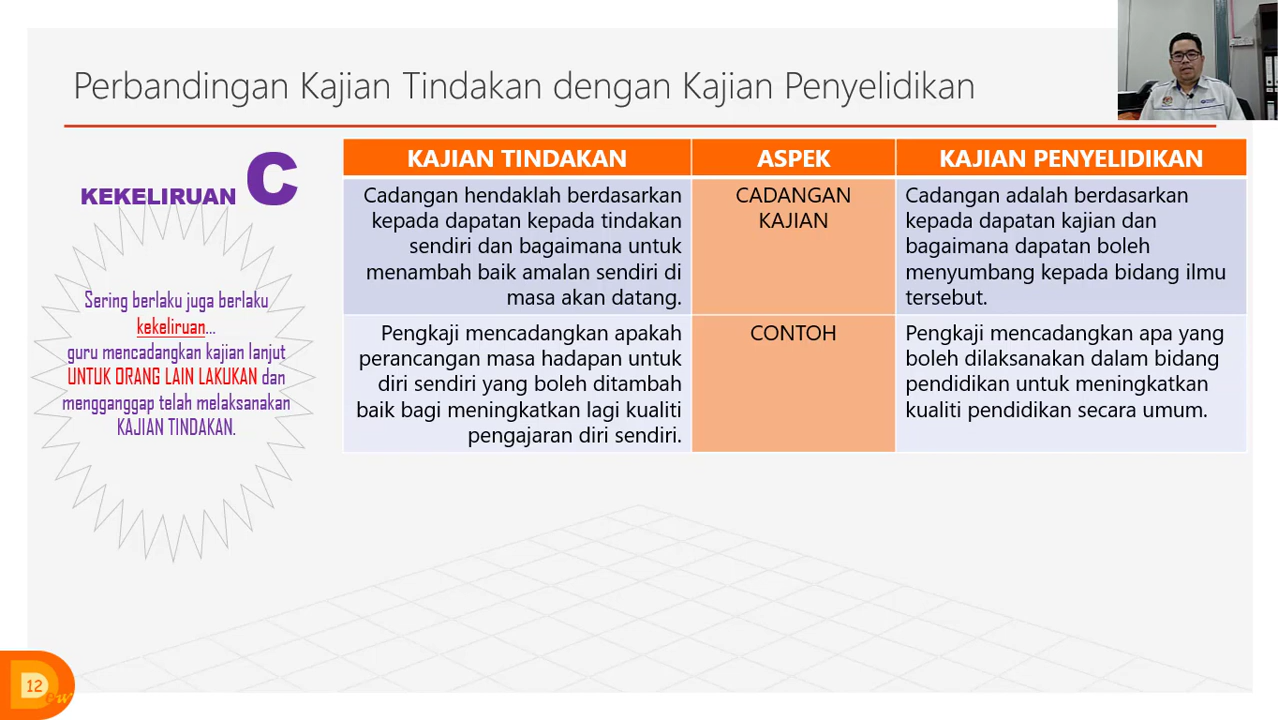 Perbandingan Kajian Tindakan dengan Kajian Penyelidikan
KEKELIRUAN C
Sering berlaku juga berlaku
kekeliruan...
guru mencadangkan kajian lanjut
UNTUK ORANG LAIN LAKUKAN dan
mengganggap telah melaksanakan
KAJIAN TINDAKAN.
KAJIAN TINDAKAN
ASPEK
KAJIAN PENYELIDIKAN
Cadangan hendaklah berdasarkan
kepada dapatan kepada tindakan
sendiri dan bagaimana untuk
menambah baik amalan sendiri di
masa akan datang.
CADANGAN
KAJIAN
Cadangan adalah berdasarkan
kepada dapatan kajian dan
bagaimana dapatan boleh
menyumbang kepada bidang ilmu
tersebut.
Pengkaji mencadangkan apakah
perancangan masa hadapan untuk
diri sendiri yang boleh ditambah
baik bagi meningkatkan lagi kualiti
pengajaran diri sendiri.
CONTOH
Pengkaji mencadangkan apa yang
boleh dilaksanakan dalam bidang
pendidikan untuk meningkatkan
kualiti pendidikan secara umum.
12